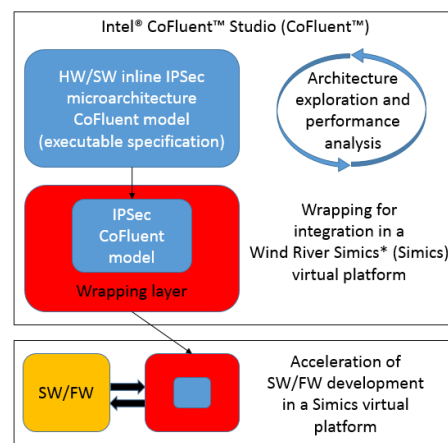 Intel® CoFluent™ Studio (CoFluent™)
HW/SW inline IPSec
microarchitecture
CoFluent model
(executable specification)
Architecture
exploration and
performance
analysis
IPSec
CoFluent
model
Wrapping layer
Wrapping for
integration in a
Wind River Simics* (Simics)
virtual platform
SW/FW
Acceleration of
SW/FW development
in a Simics virtual
platform